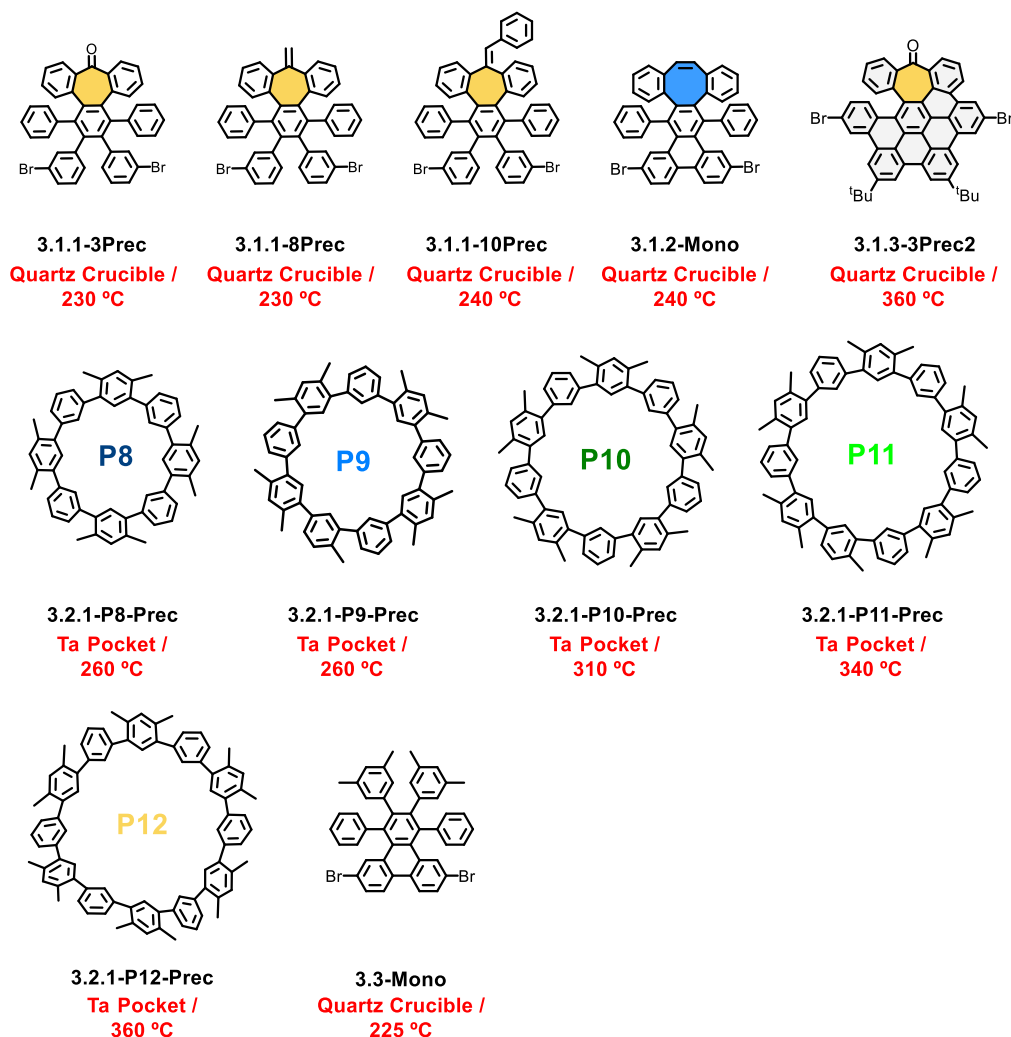 O
O
Br
Br
Br
Br
Br
Br
Br
Br
Br
Br
tBu
tBu
3.1.1-3Prec
3.1.1-8Prec
3.1.1-10Prec
3.1.2-Mono
3.1.3-3Prec2
Quartz Crucible /
230 ºC
Quartz Crucible /
230 ºC
Quartz Crucible /
240 ºC
Quartz Crucible /
240 ºC
Quartz Crucible /
360 ºC
P8
P9
P10
P11
3.2.1-P8-Prec
3.2.1-P9-Prec
3.2.1-P10-Prec
3.2.1-P11-Prec
Ta Pocket /
260 ºC
Ta Pocket /
260 ºC
Ta Pocket /
310 ºC
Ta Pocket /
340 ºC
P12
Br
Br
3.2.1-P12-Prec
3.3-Mono
Ta Pocket /
360 ºC
Quartz Crucible /
225 ºC